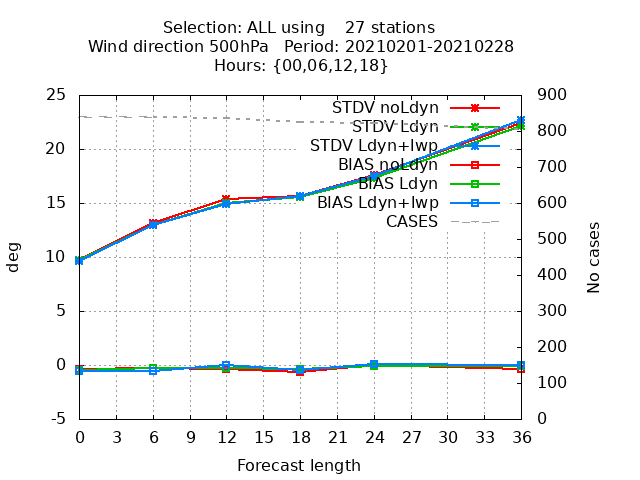 Selection: ALL using    27 stations
Wind direction 500hPa   Period: 20210201-20210228
Hours: {00,06,12,18}
STDV noLdyn
STDV Ldyn
STDV Ldyn+lwp
BIAS noLdyn
BIAS Ldyn
BIAS Ldyn+lwp
CASES
25
20
15
10
5
0
-5
deg
900
800
700
600
500
400
300
200
100
0
No cases
0 3 6 9 12 15 18 21 24 27 30 33 36
Forecast length